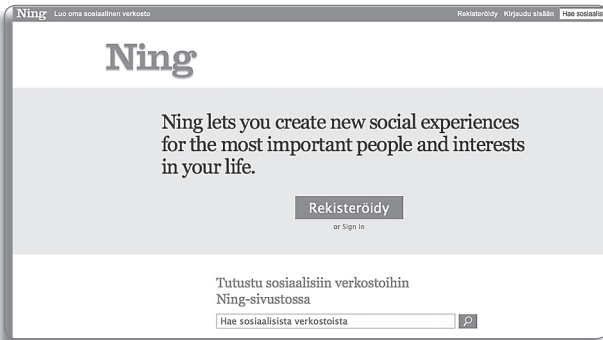 Ning Luo oma sosiaalinen verkosto Rekisteröidy Kirjaudu sisään Hae sosiaalis
Ning
Ning lets you create new social experiences
for the most important people and interests
in your life.
Rekisteröidy
or Sign In
Tutustu sosiaalisiin verkostoihin
Ning-sivustossa
Hae sosiaalisista verkostoista